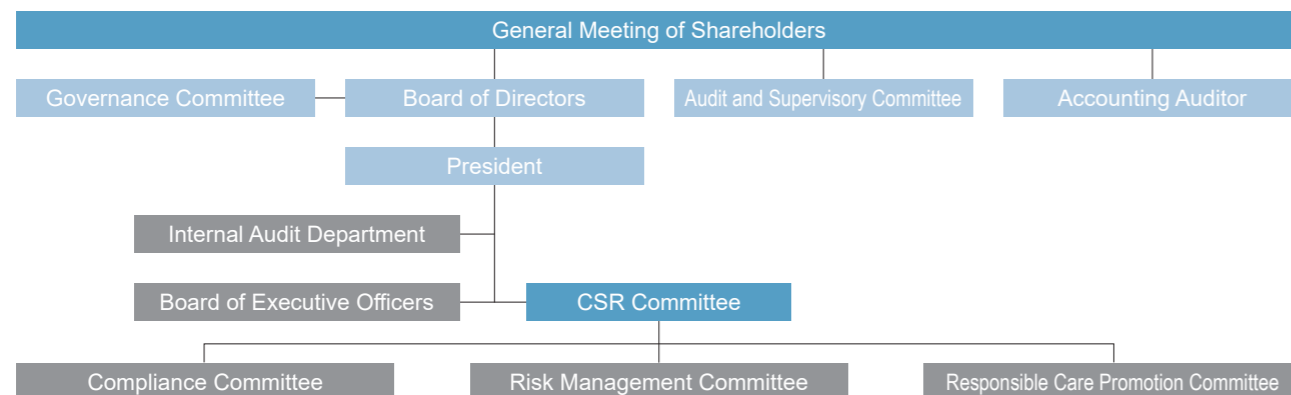 General Meeting of Shareholders
Governance Committee
Board of Directors
Audit and Supervisory Committee
Accounting Auditor
President
Internal Audit Department
Board of Executive Officers
CSR Committee
Compliance Committee
Risk Management Committee
Responsible Care Promotion Committee